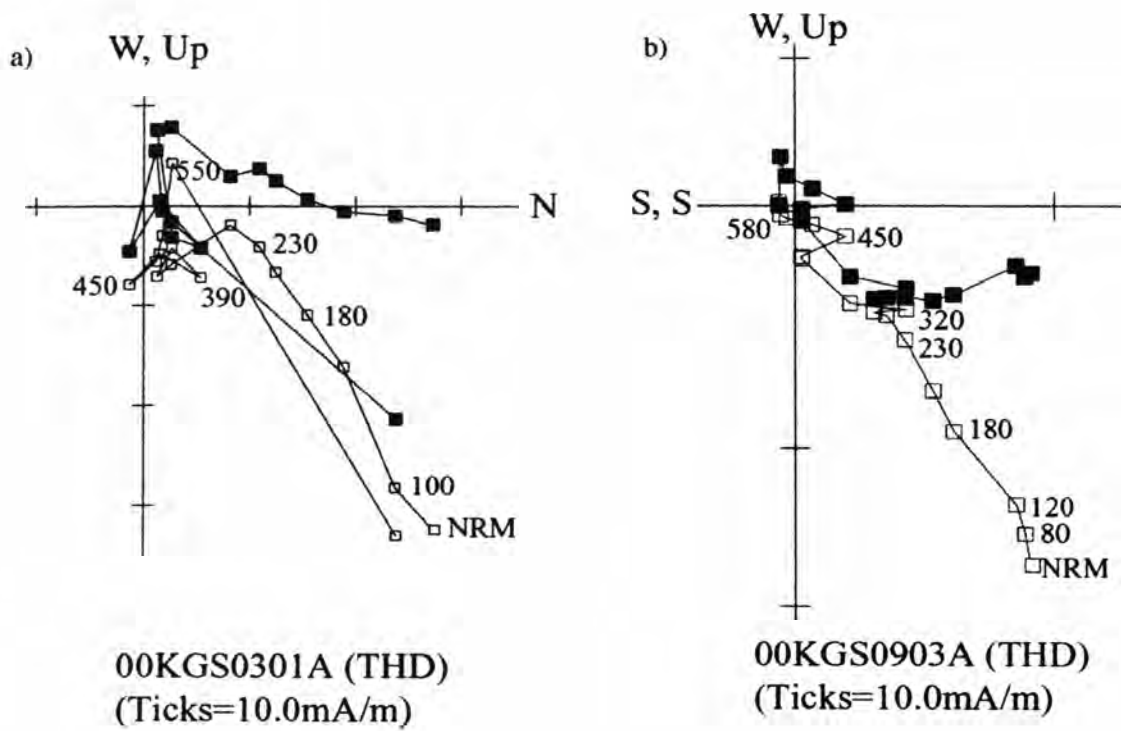 a)
W, Up
550
N
230
450
390
180
100
NRM
00KGS0301A (THD)
(Ticks=10.0mA/m)
b)
W, Up
S, S
580
450
320
230
180
120
80
NRM
00KGS0903A (THD)
(Ticks=10.0mA/m)